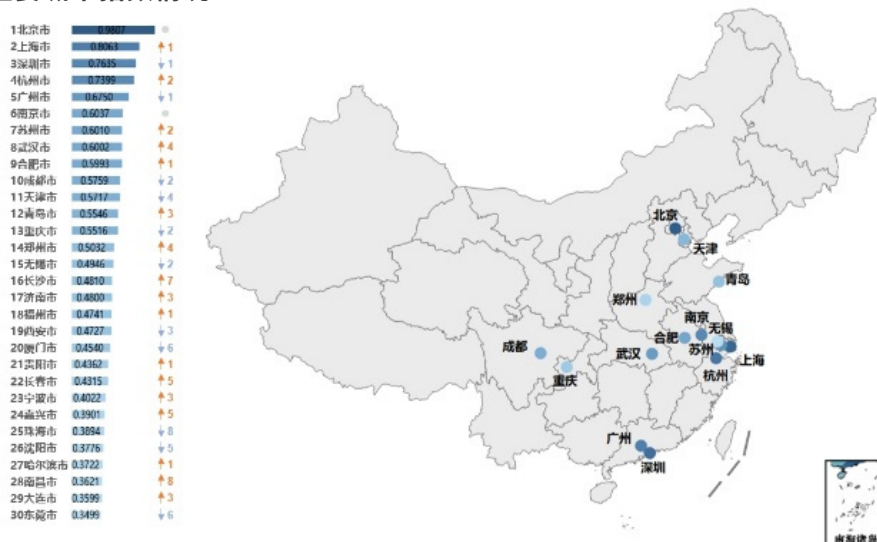 1北京市 0.9807
2上海市 0.8063 1
3深圳市 0.7635 1
4杭州市 0.7399 2
5广州市 0.6750 1
6南京市 0.6037
7苏州市 0.6010 2
8武汉市 0.6002 4
9合肥市 0.5993 1
10成都市 0.5759 2
11天津市 0.5717 4
12青岛市 0.5546 3
13重庆市 0.5516 2
14郑州市 0.5032 4
15无锡市 0.4946 2
16长沙市 0.4810 7
17济南市 0.4800 3
18福州市 0.4741 1
19西安市 0.4727 3
20厦门市 0.4540 6
21贵阳市 0.4362 1
22长春市 0.4315 5
23宁波市 0.4022 3
24嘉兴市 0.3901 5
25珠海市 0.3894 8
26沈阳市 0.3776 5
27哈尔滨市 0.3722 1
28南昌市 0.3621 8
29大连市 0.3599 3
30东莞市 0.3499 6
北京
天津
青岛
郑州
南京
无锡
合肥
苏州
上海
成都
武汉
杭州
重庆
广州
深圳
南海诸岛